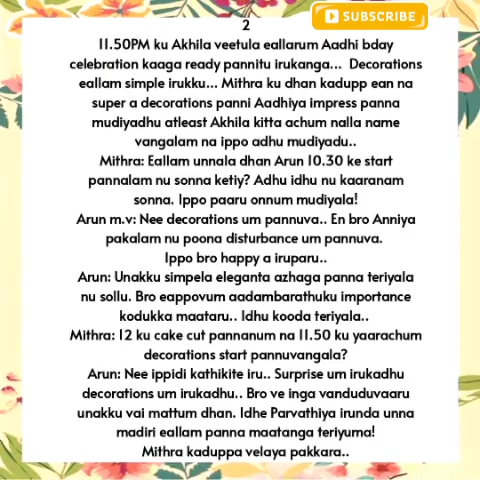 SUBSCRIBE
2
11.50PM ku Akhila veetula eallarum Aadhi bday
celebration kaaga ready pannitu irukanga... Decorations
eallam simple irukku... Mithra ku dhan kadupp ean na
super a decorations panni Aadhiya impress panna
mudiyadhu atleast Akhila kitta achum nalla name
vangalam na ippo adhu mudiyadu..
Mithra: Eallam unnala dhan Arun 10.30 ke start
pannalam nu sonna ketiy? Adhu idhu nu kaaranam
sonna. Ippo paaru onnum mudiyala!
Arun m.v: Nee decorations um pannuva.. En bro Anniya
pakalam nu poona disturbance um pannuva.
Ippo bro happy a iruparu..
Arun: Unakku simpela eleganta azhaga panna teriyala
nu sollu. Bro eappovum aadambarathuku importance
kodukka maataru.. Idhu kooda teriyala..
Mithra: 12 ku cake cut pannanum na 11.50 ku yaarachum
decorations start pannuvangala?
Arun: Nee ippidi kathikite iru.. Surprise um irukadhu
decorations um irukadhu.. Bro ve inga vanduduvaaru
unakku vai mattum dhan. Idhe Parvathiya irunda unna
madiri eallam panna maatanga teriyuma!
Mithra kaduppa velaya pakkara..